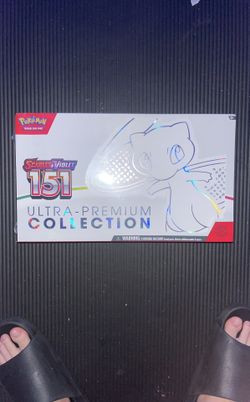 Pokémon
SCARLET & VIOLET
151
ULTRA-PREMIUM
COLLECTION
WARNING: